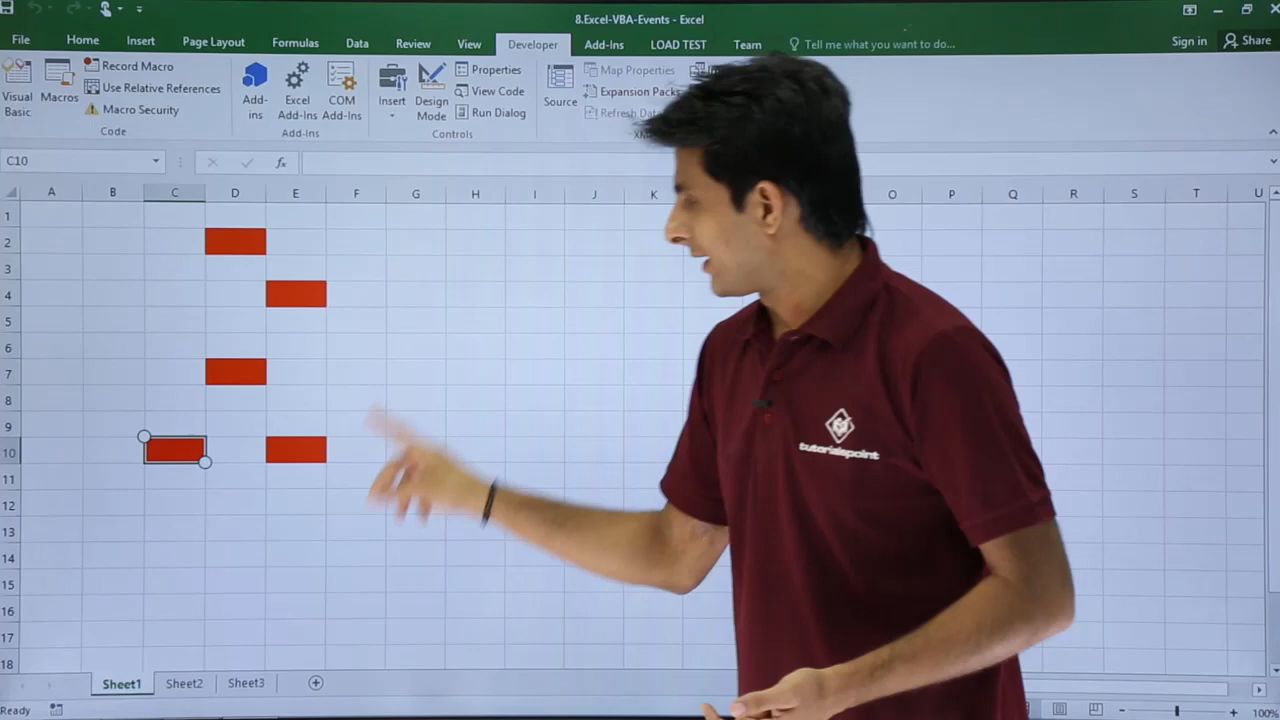 8.Excel-VBA-Events - Excel
File Home Insert Page Layout Formulas Data Review View Developer Add-Ins LOAD TEST Team Tell me what you want to do... Sign in Share
Visual Basic
Macros
Record Macro
Use Relative References
Macro Security
Code
Add-ins
Excel Add-Ins
COM Add-Ins
Add-Ins
Insert
Design Mode
Properties
View Code
Run Dialog
Controls
Source
Map Properties
Expansion Packs
Refresh Data
C10
fx
A B C D E F G H I J K O P Q R S T U
1
2
3
4
5
6
7
8
9
10
11
12
13
14
15
16
17
18
tutorialspoint
Sheet1 Sheet2 Sheet3
Ready 100%